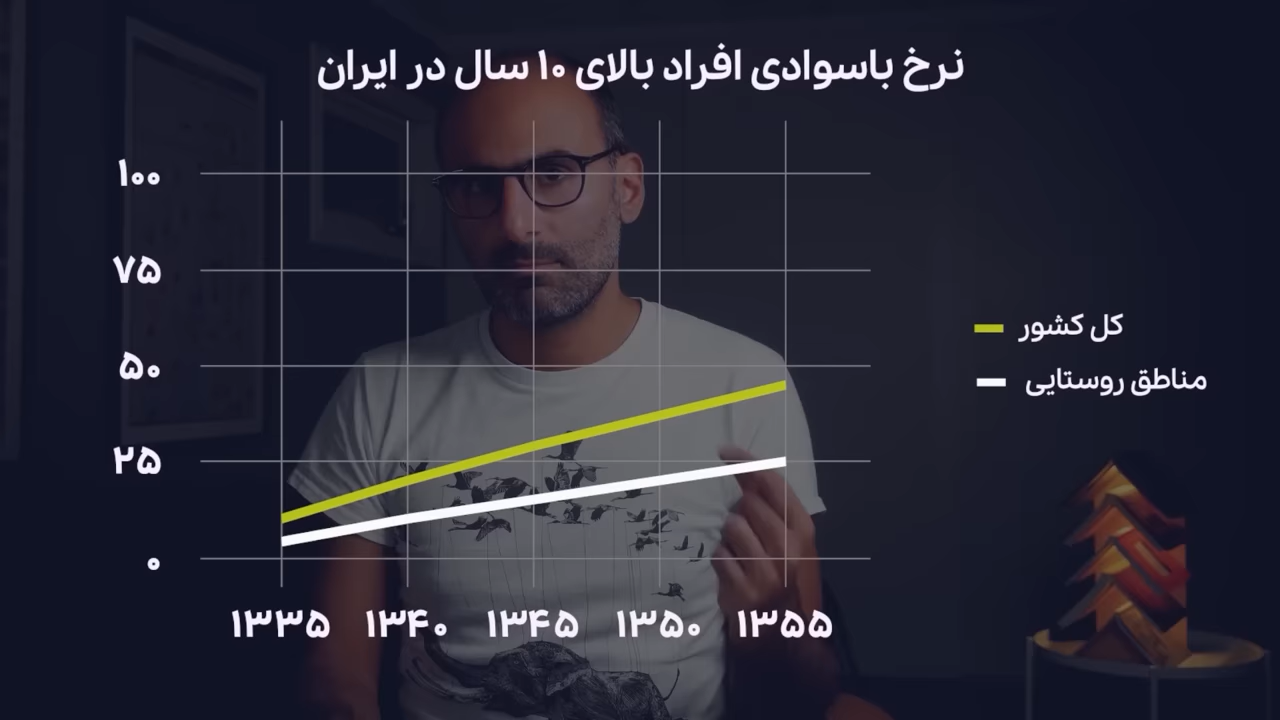 نرخ باسوادی افراد بالای ۱۰ سال در ایران
۱۰۰
۷۵
۵۰
۲۵
۰
۱۳۳۵ ۱۳۴۰ ۱۳۴۵ ۱۳۵۰ ۱۳۵۵
کل کشور
مناطق روستایی